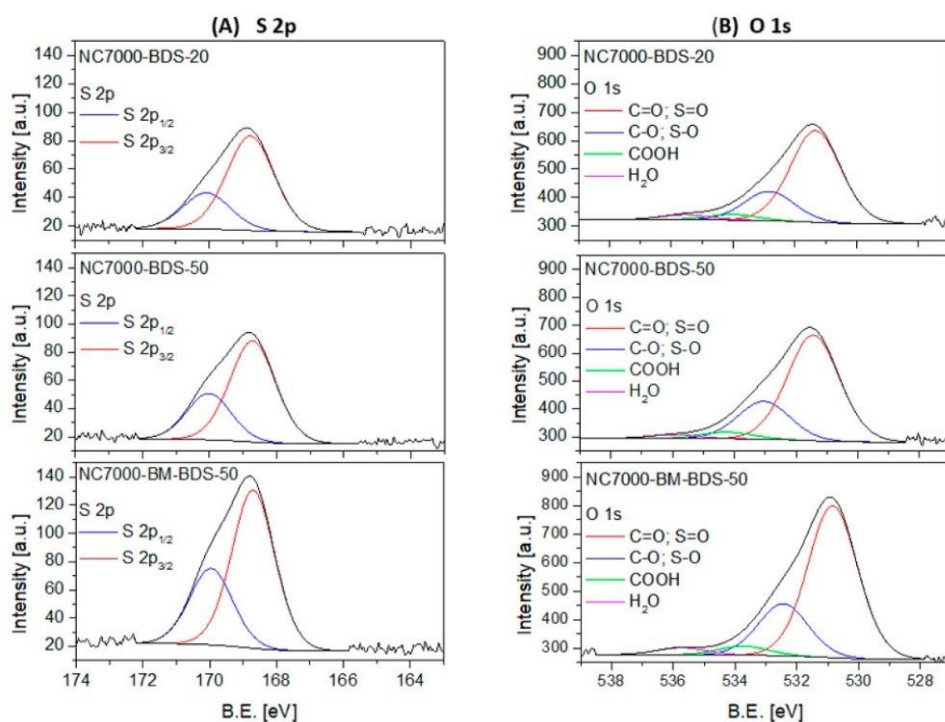 (A) S 2p
(B) O 1s
NC7000-BDS-20
S 2p
S 2p1/2
S 2p3/2
Intensity [a.u.]
140
120
100
80
60
40
20
NC7000-BDS-20
O 1s
C=O; S=O
C-O; S-O
COOH
H2O
Intensity [a.u.]
900
800
700
600
500
400
300
NC7000-BDS-50
S 2p
S 2p1/2
S 2p3/2
Intensity [a.u.]
140
120
100
80
60
40
20
NC7000-BDS-50
O 1s
C=O; S=O
C-O; S-O
COOH
H2O
Intensity [a.u.]
900
800
700
600
500
400
300
NC7000-BM-BDS-50
S 2p
S 2p1/2
S 2p3/2
Intensity [a.u.]
140
120
100
80
60
40
20
174 172 170 168 166 164
B.E. [eV]
NC7000-BM-BDS-50
O 1s
C=O; S=O
C-O; S-O
COOH
H2O
Intensity [a.u.]
900
800
700
600
500
400
300
538 536 534 532 530 528
B.E. [eV]